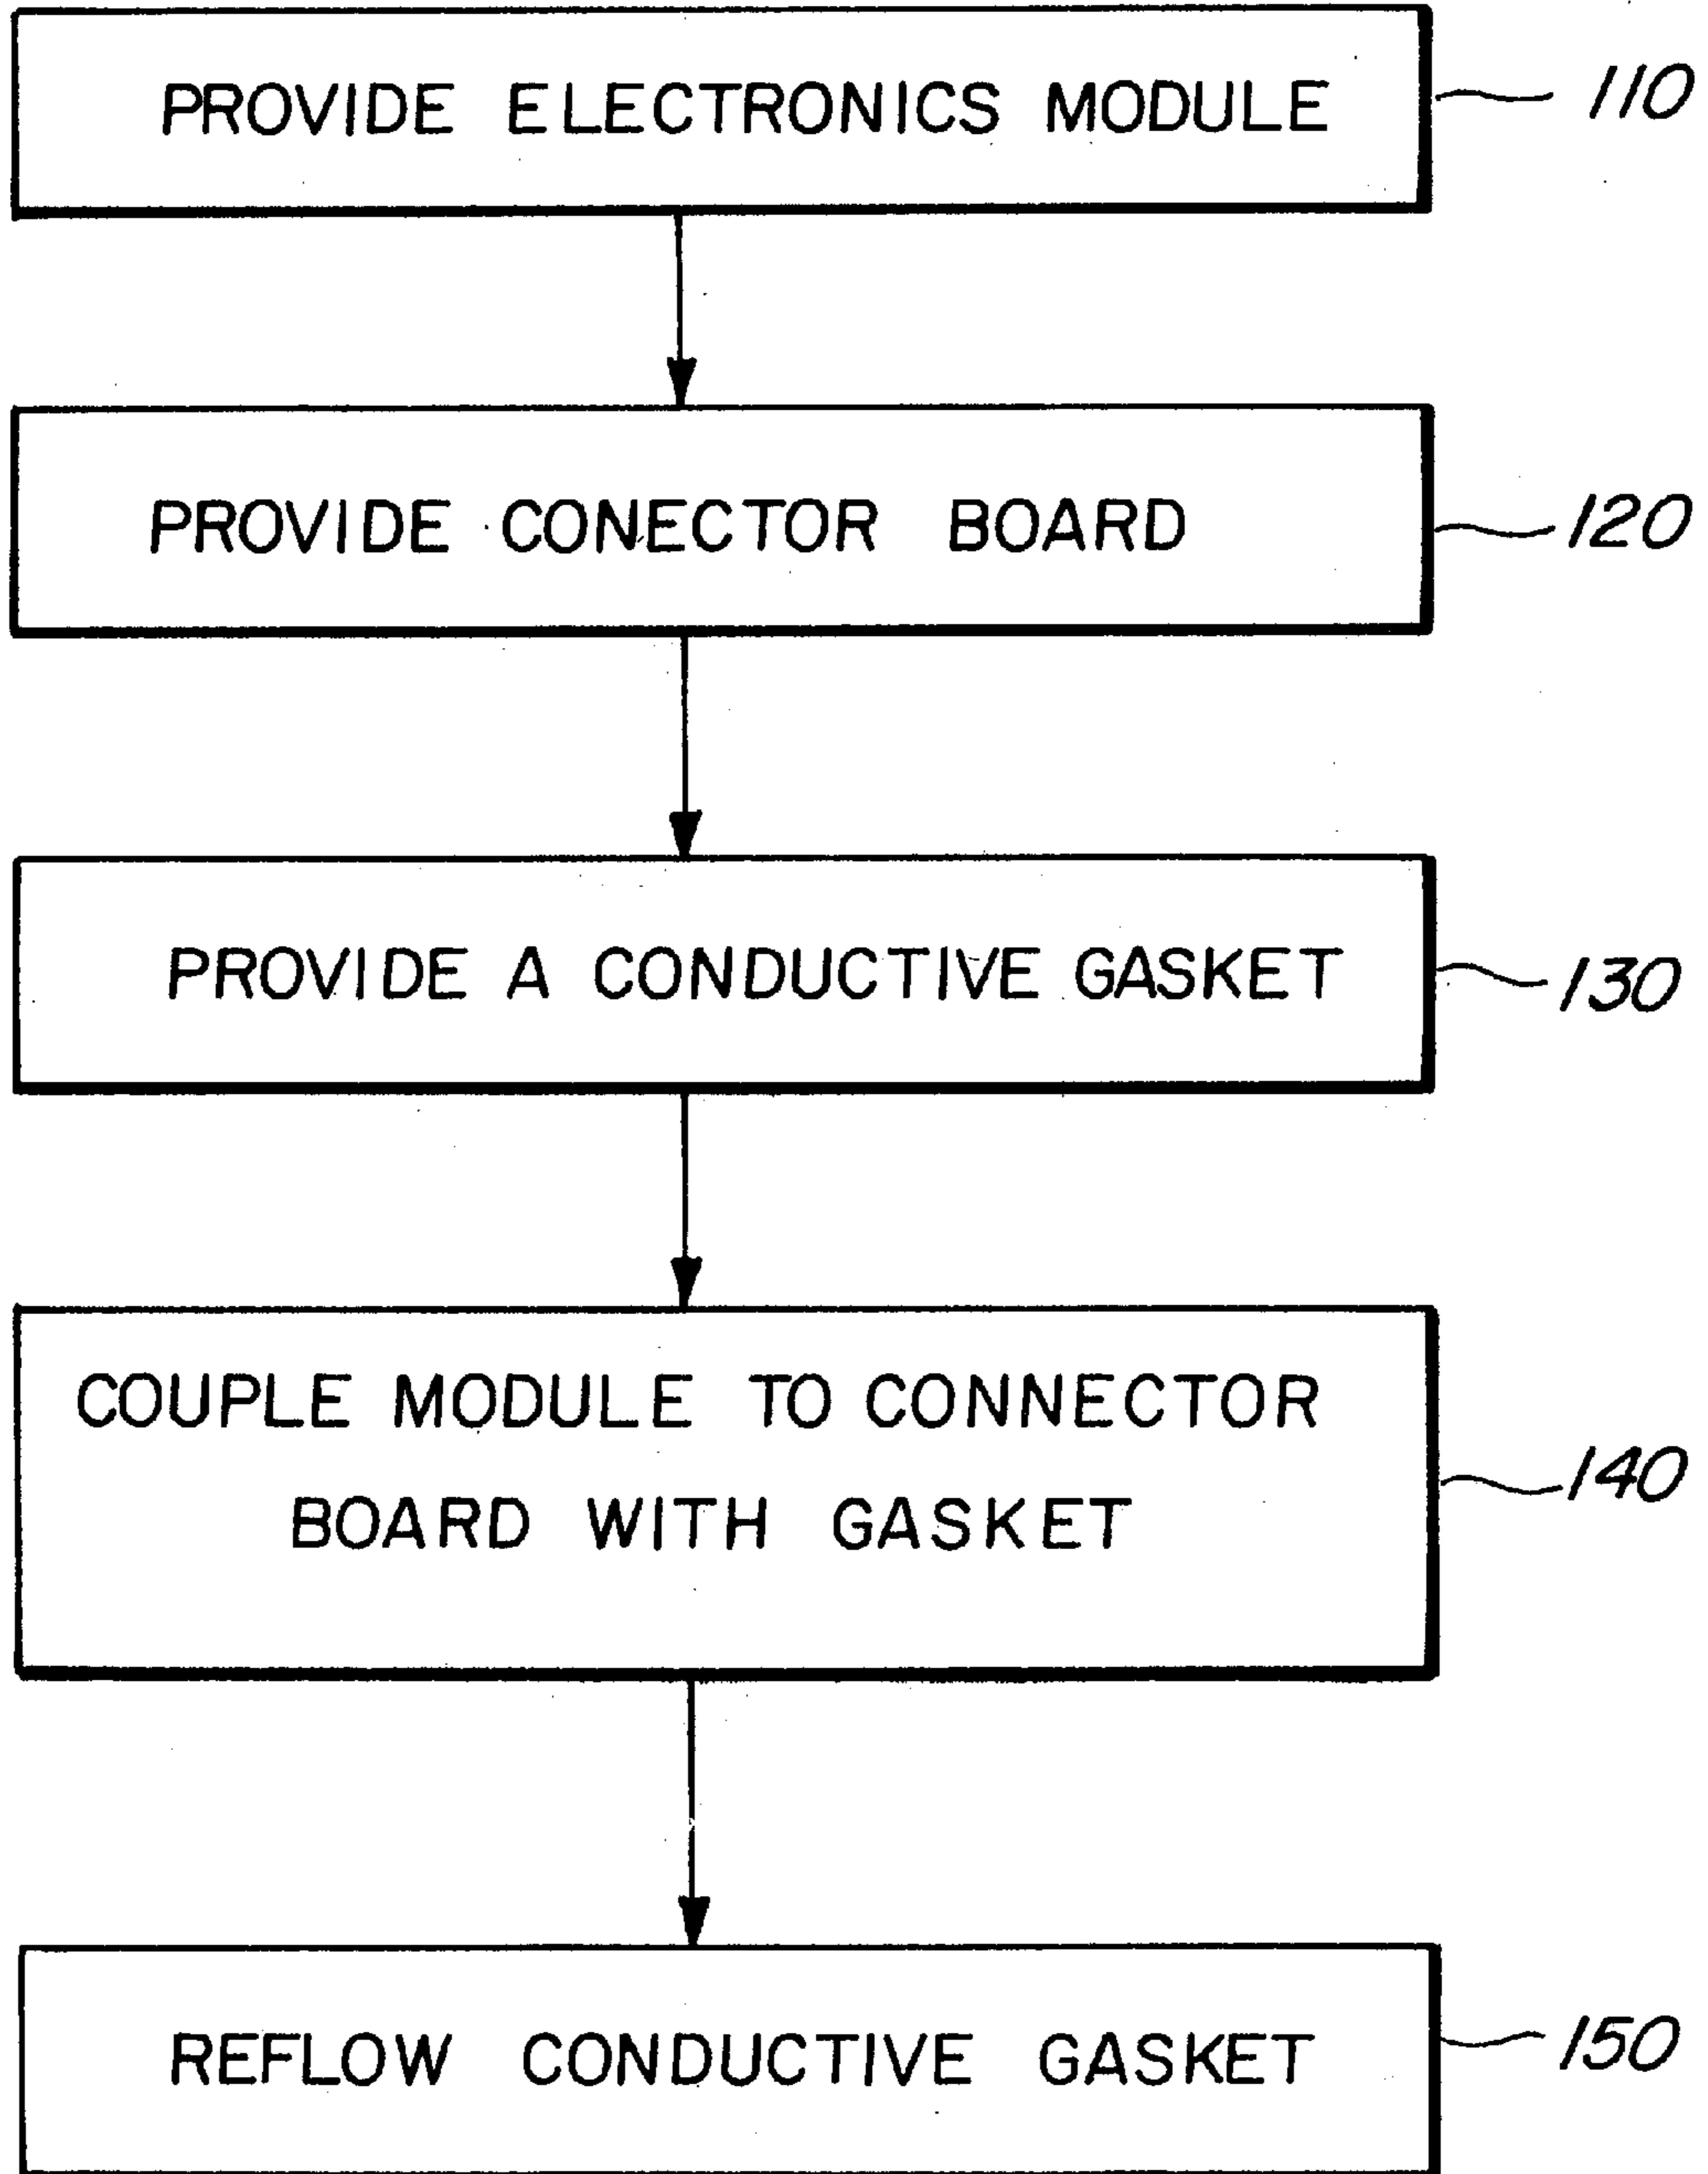 PROVIDE ELECTRONICS MODULE
110
PROVIDE CONECTOR BOARD
120
PROVIDE A CONDUCTIVE GASKET
130
COUPLE MODULE TO CONNECTOR
BOARD WITH GASKET
140
REFLOW CONDUCTIVE GASKET
150